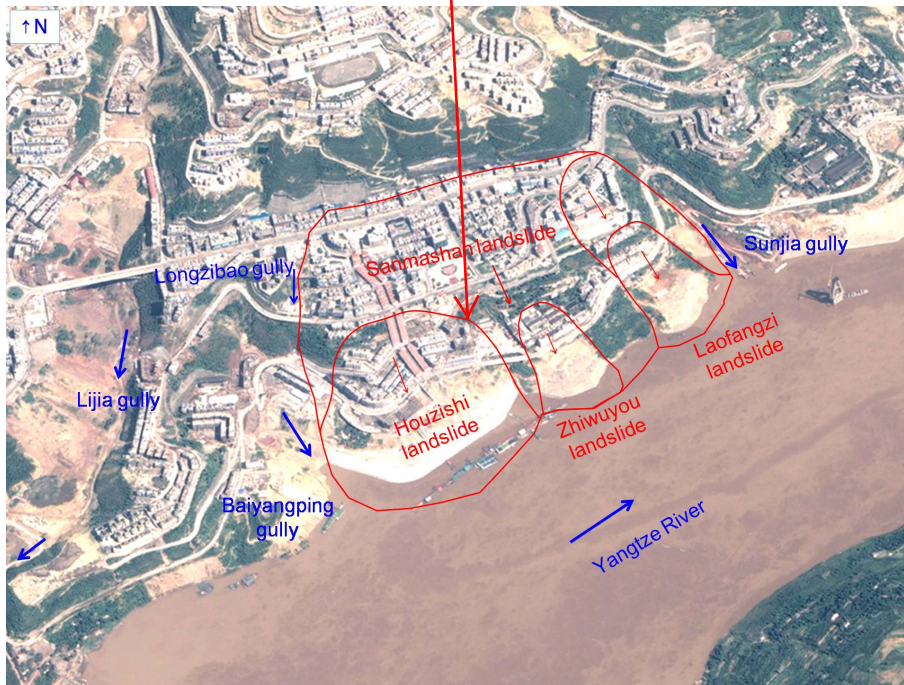 ↑N
Sanmashan landslide
Sunjia gully
Longzibao gully
Laofangzi
landslide
Lijia gully
Houzishi
landslide
Zhiwuyou
landslide
Baiyangping
gully
Yangtze River